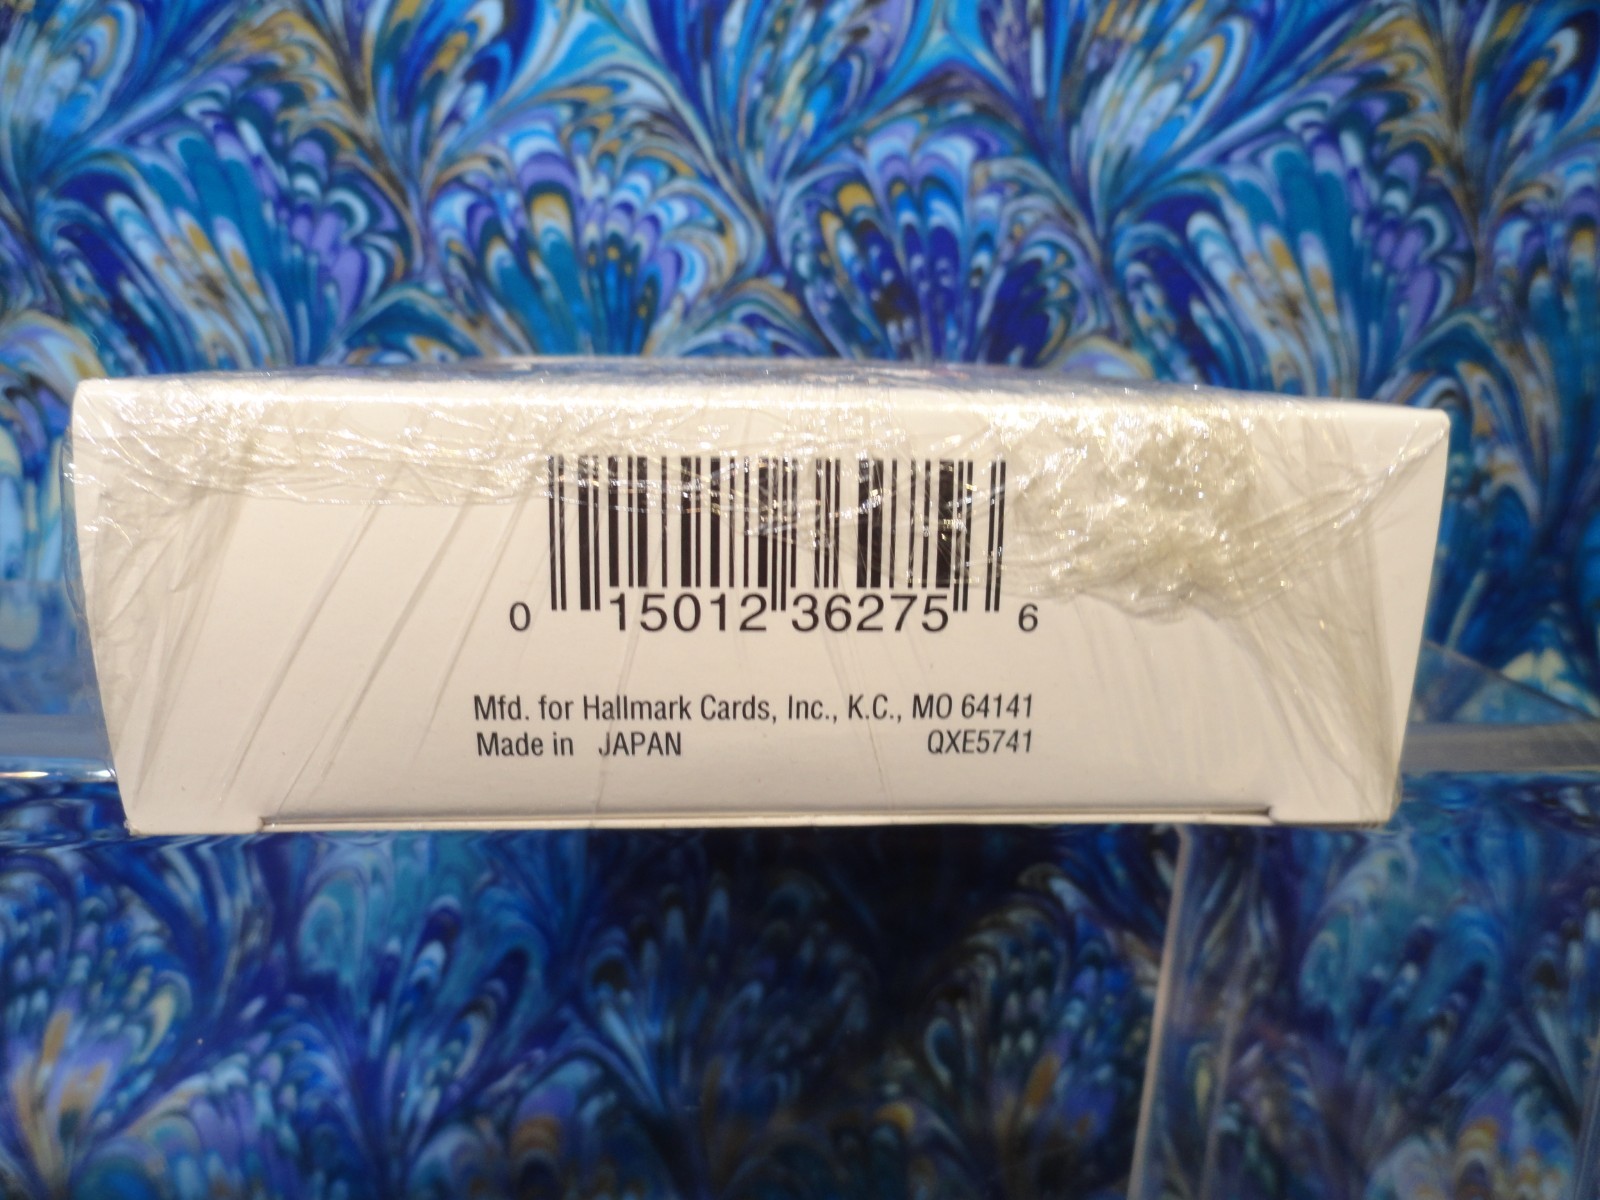 0 15012 36275 6
Mfd. for Hallmark Cards, Inc., K.C., MO 64141
Made in JAPAN QXE5741